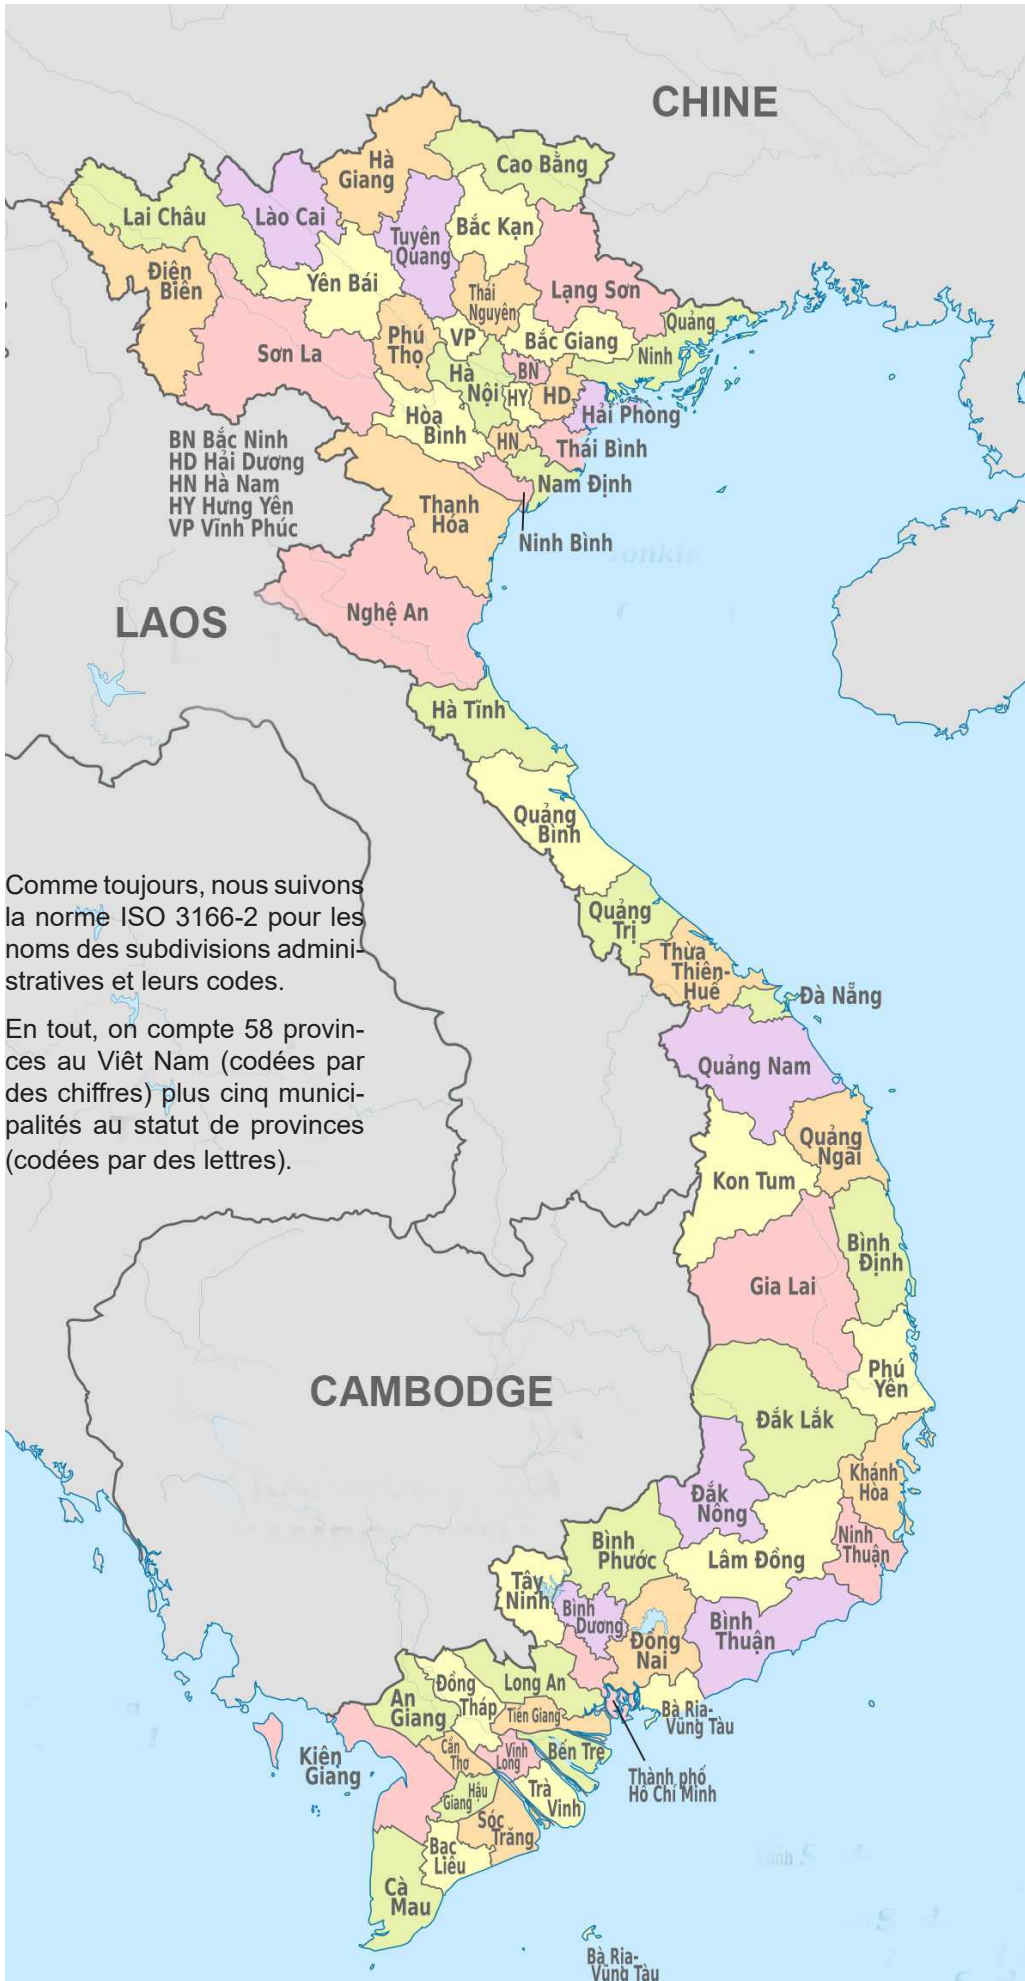 CHINE
Hà
Giang
Cao Bằng
Lai Châu
Lào Cai
Tuyên
Quang
Bắc Kạn
Điện
Biên
Yên Bái
Thái
Nguyên
Lạng Sơn
Quảng
Ninh
Sơn La
Phú
Thọ
VP
Bắc Giang
Hà
Nội
BN
HY
HD
Hải Phòng
Hòa
Bình
HN
Thái Bình
Nam Định
Ninh Bình
BN Bắc Ninh
HD Hải Dương
HN Hà Nam
HY Hưng Yên
VP Vĩnh Phúc
Thanh
Hóa
Nghệ An
LAOS
Hà Tĩnh
Quảng
Bình
Comme toujours, nous suivons
la norme ISO 3166-2 pour les
noms des subdivisions admini-
stratives et leurs codes.
En tout, on compte 58 provin-
ces au Viêt Nam (codées par
des chiffres) plus cinq munici-
palités au statut de provinces
(codées par des lettres).
Quảng
Trị
Thừa
Thiên-
Huế
Đà Nẵng
Quảng Nam
Quảng
Ngãi
Kon Tum
Bình
Định
Gia Lai
Phú
Yên
CAMBODGE
Đắk Lắk
Khánh
Hòa
Đắk
Nông
Ninh
Thuận
Bình
Phước
Lâm Đồng
Tây
Ninh
Bình
Dương
Đồng
Nai
Bình
Thuận
Long An
Đồng
Tháp
An
Giang
Tiền Giang
Bà Rịa-
Vũng Tàu
Kiên
Giang
Cần
Thơ
Vĩnh
Long
Bến Tre
Thành phố
Hồ Chí Minh
Hậu
Giang
Trà
Vinh
Sóc
Trăng
Bạc
Liêu
Cà
Mau
Bà Rịa-
Vũng Tàu